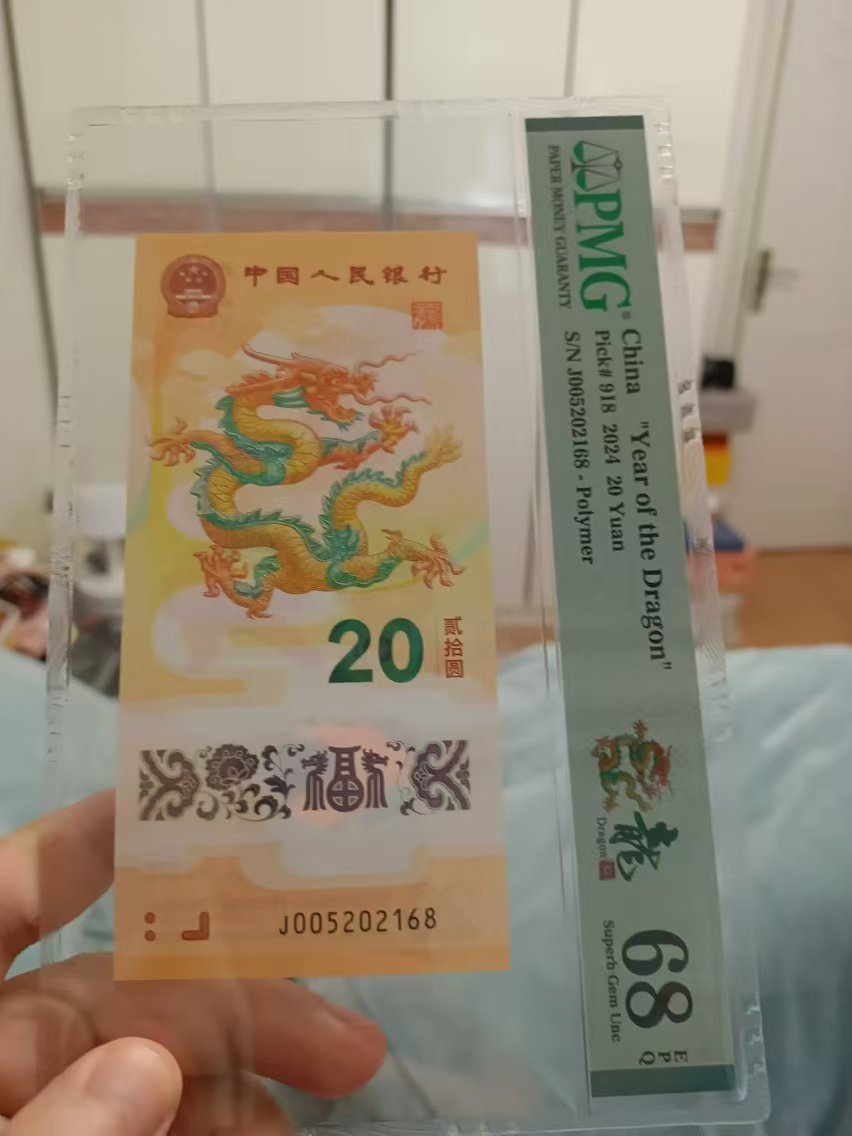 中国人民银行
20
贰拾圆
福
J005202168
PMG®
PAPER MONEY GUARANTY
China "Year of the Dragon"
Pick# 918 2024 20 Yuan
S/N J005202168 - Polymer
龍
Dragon
68
EPQ
Superb Gem Unc